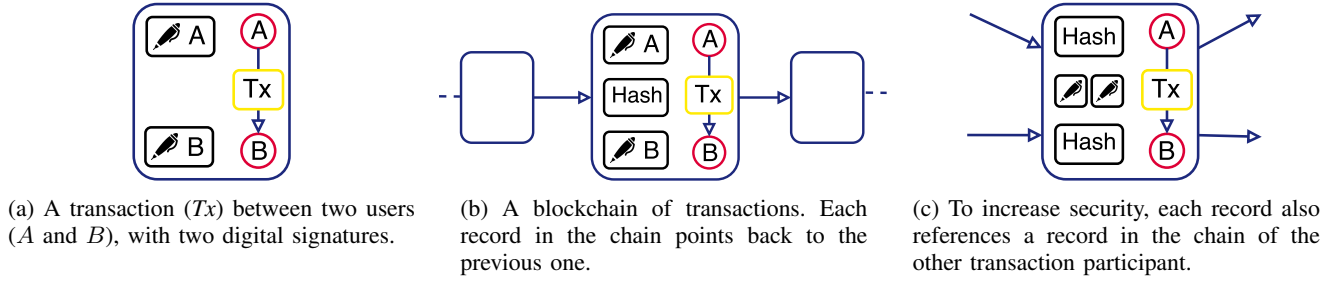 A
A
Tx
B
B
(a) A transaction (Tx) between two users
(A and B), with two digital signatures.
A
A
Hash
Tx
B
B
(b) A blockchain of transactions. Each
record in the chain points back to the
previous one.
Hash
A
Tx
Hash
B
(c) To increase security, each record also
references a record in the chain of the
other transaction participant.